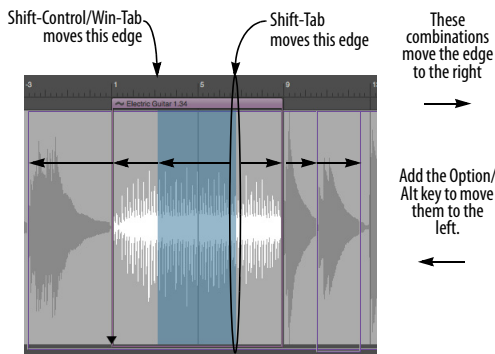 Shift-Control/Win-Tab
moves this edge
Shift-Tab
moves this edge
These
combinations
move the edge
to the right
-3
1
5
9
Electric Guitar 1.34
Add the Option/
Alt key to move
them to the
left.